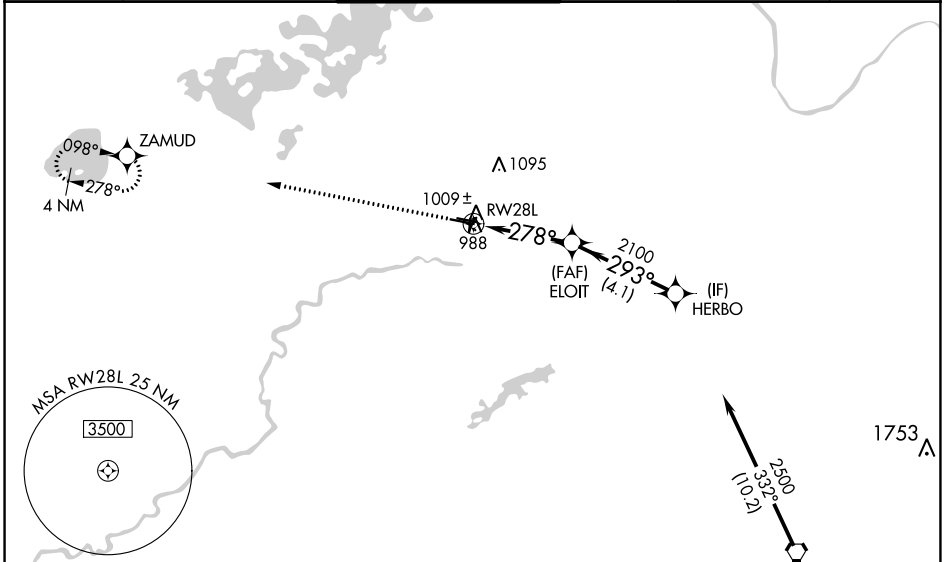 ZAMUD
098°
278°
4 NM
1095
1009±
RW28L
988
278°
2100
293°
(4.1)
(FAF)
ELOIT
(IF)
HERBO
MSA RW28L 25 NM
3500
1753
2500
332°
(10.2)